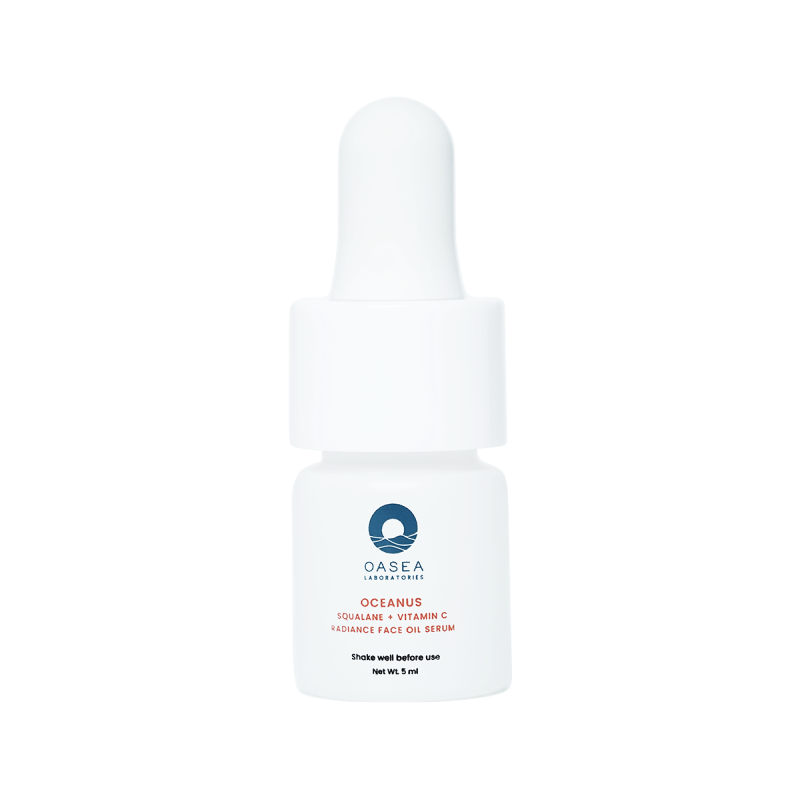 OASEA
LABORATORIES
OCEANUS
SQUALANE + VITAMIN C
RADIANCE FACE OIL SERUM
Shake well before use
Net Wt. 5 ml